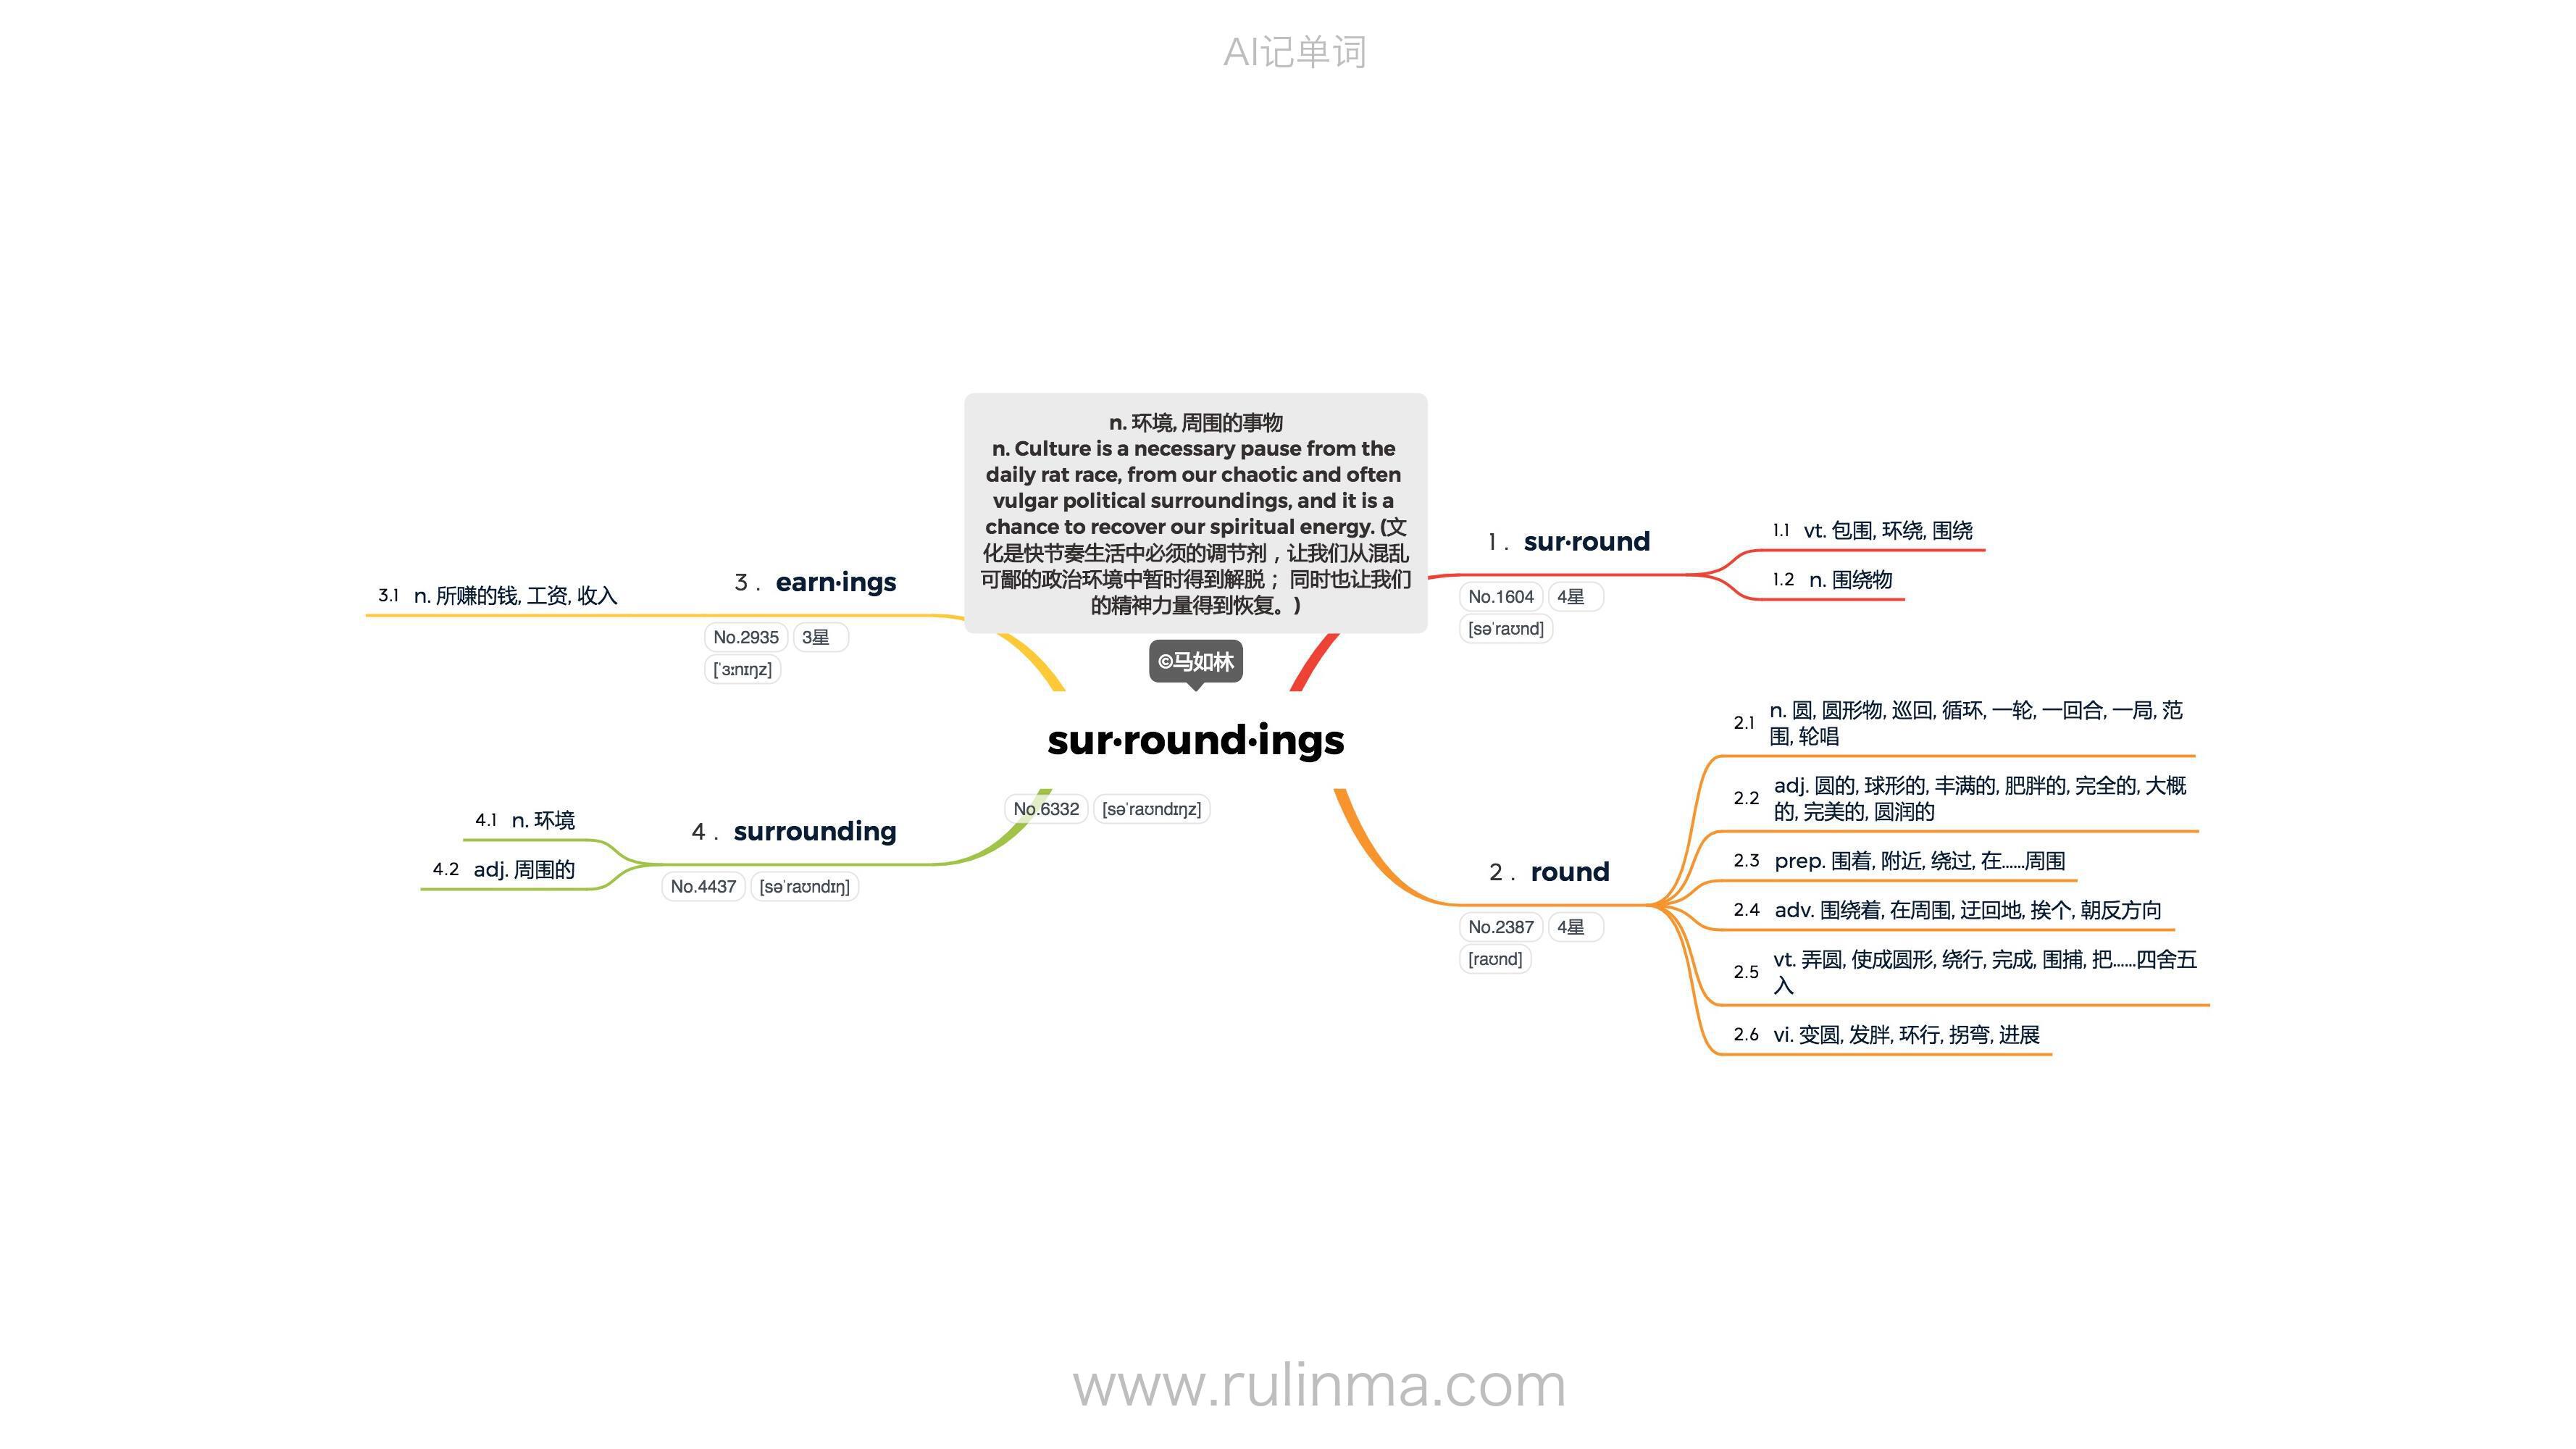 AI记单词
n. 环境, 周围的事物
n. Culture is a necessary pause from the
daily rat race, from our chaotic and often
vulgar political surroundings, and it is a
chance to recover our spiritual energy. (文
化是快节奏生活中必须的调节剂，让我们从混乱
可鄙的政治环境中暂时得到解脱； 同时也让我们
的精神力量得到恢复。)
©马如林
sur·round·ings
No.6332 [səˈraʊndɪŋz]
1 . sur·round
No.1604 4星
[səˈraʊnd]
1.1 vt. 包围, 环绕, 围绕
1.2 n. 围绕物
2 . round
No.2387 4星
[raʊnd]
2.1 n. 圆, 圆形物, 巡回, 循环, 一轮, 一回合, 一局, 范
围, 轮唱
2.2 adj. 圆的, 球形的, 丰满的, 肥胖的, 完全的, 大概
的, 完美的, 圆润的
2.3 prep. 围着, 附近, 绕过, 在……周围
2.4 adv. 围绕着, 在周围, 迂回地, 挨个, 朝反方向
2.5 vt. 弄圆, 使成圆形, 绕行, 完成, 围捕, 把……四舍五
入
2.6 vi. 变圆, 发胖, 环行, 拐弯, 进展
3 . earn·ings
No.2935 3星
[ˈɜːnɪŋz]
3.1 n. 所赚的钱, 工资, 收入
4 . surrounding
No.4437 [səˈraʊndɪŋ]
4.1 n. 环境
4.2 adj. 周围的
www.rulinma.com